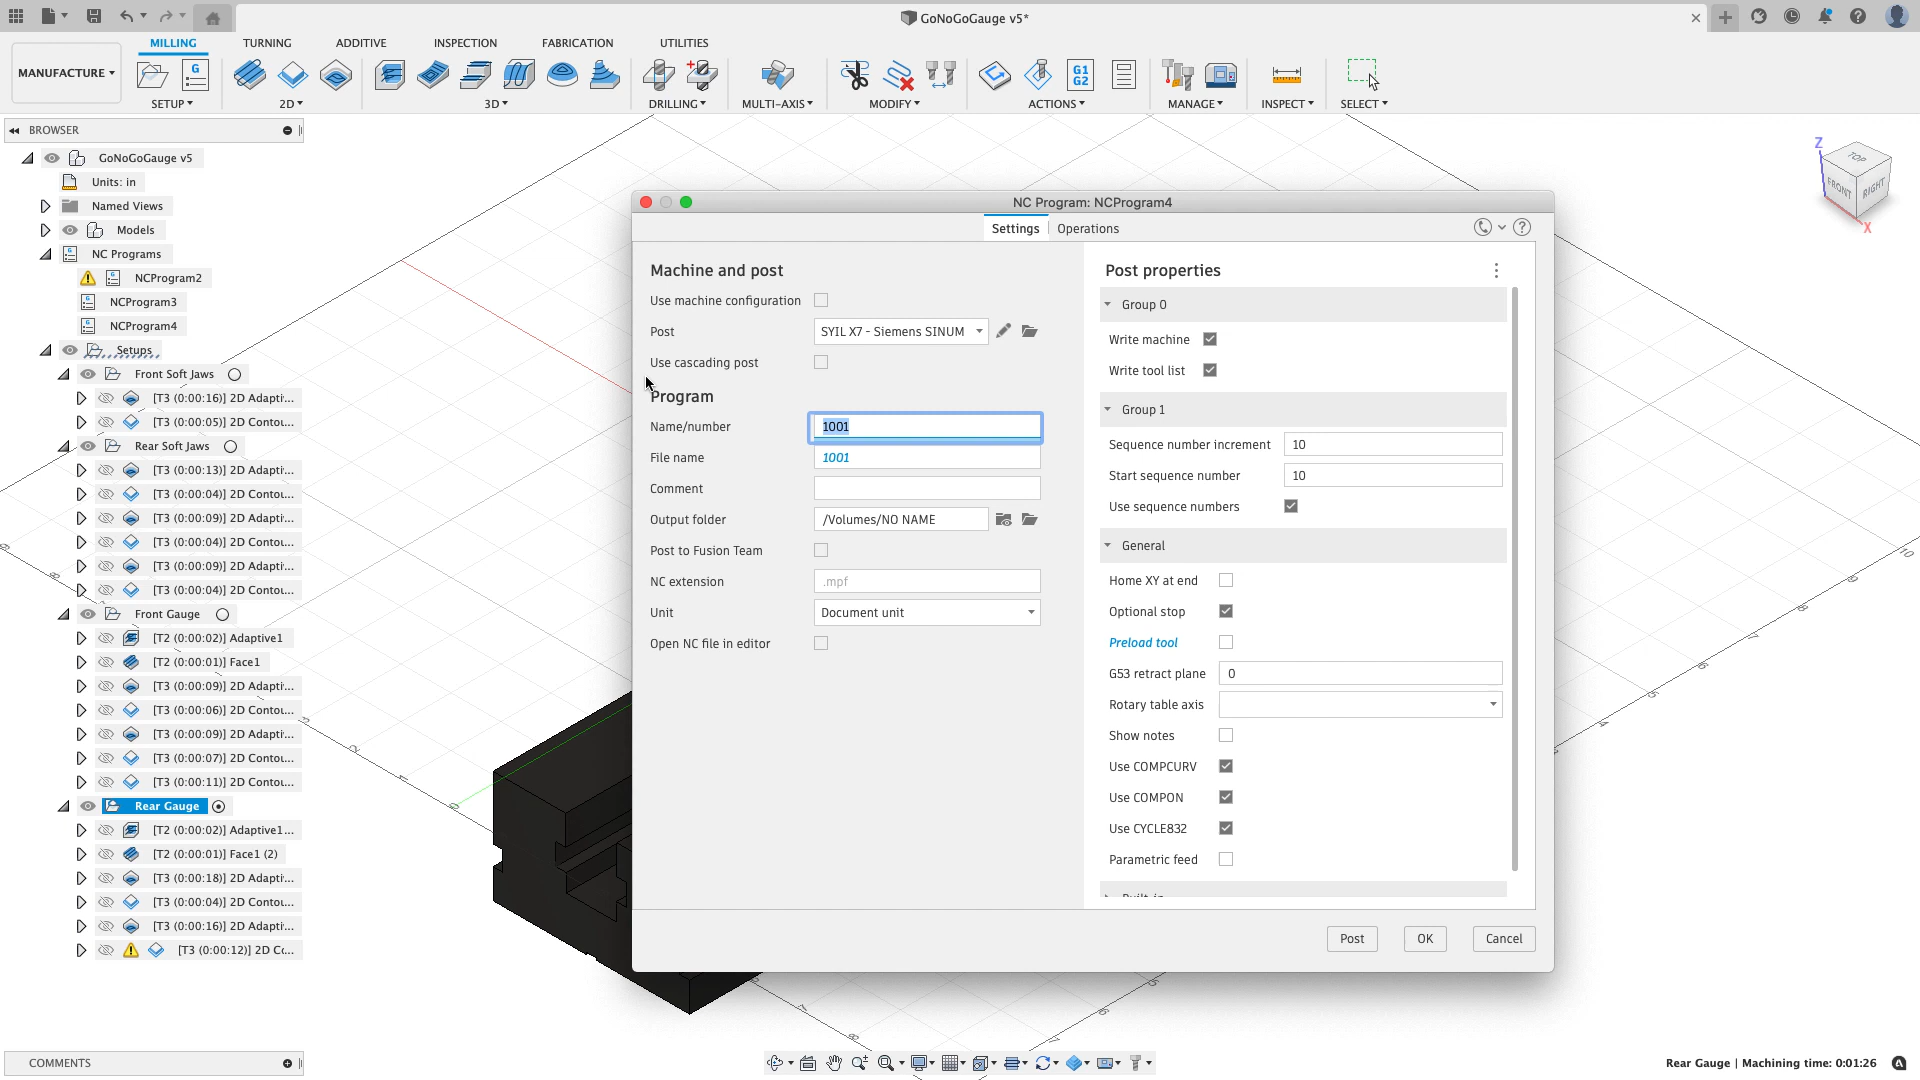 GoNoGoGauge v5*
MILLING TURNING ADDITIVE INSPECTION FABRICATION UTILITIES
MANUFACTURE
G
G1 G2
SETUP 2D 3D DRILLING MULTI-AXIS MODIFY ACTIONS MANAGE INSPECT SELECT
BROWSER
GoNoGoGauge v5
Units: in
Named Views
Models
NC Programs
NCProgram2
NCProgram3
NCProgram4
Setups
Front Soft Jaws
[T3 (0:00:16)] 2D Adapti...
[T3 (0:00:05)] 2D Contou...
Rear Soft Jaws
[T3 (0:00:13)] 2D Adapti...
[T3 (0:00:04)] 2D Contou...
[T3 (0:00:09)] 2D Adapti...
[T3 (0:00:04)] 2D Contou...
[T3 (0:00:09)] 2D Adapti...
[T3 (0:00:04)] 2D Contou...
Front Gauge
[T2 (0:00:02)] Adaptive1
[T2 (0:00:01)] Face1
[T3 (0:00:09)] 2D Adapti...
[T3 (0:00:06)] 2D Contou...
[T3 (0:00:09)] 2D Adapti...
[T3 (0:00:07)] 2D Contou...
[T3 (0:00:11)] 2D Contou...
Rear Gauge
[T2 (0:00:02)] Adaptive1...
[T2 (0:00:01)] Face1 (2)
[T3 (0:00:18)] 2D Adapti...
[T3 (0:00:04)] 2D Contou...
[T3 (0:00:16)] 2D Adapti...
[T3 (0:00:12)] 2D Co...
COMMENTS
NC Program: NCProgram4
Settings Operations
Machine and post
Use machine configuration
Post SYIL X7 - Siemens SINUM
Use cascading post
Program
Name/number 1001
File name 1001
Comment
Output folder /Volumes/NO NAME
Post to Fusion Team
NC extension .mpf
Unit Document unit
Open NC file in editor
Post properties
Group 0
Write machine
Write tool list
Group 1
Sequence number increment 10
Start sequence number 10
Use sequence numbers
General
Home XY at end
Optional stop
Preload tool
G53 retract plane 0
Rotary table axis
Show notes
Use COMPCURV
Use COMPON
Use CYCLE832
Parametric feed
Post OK Cancel
Z
TOP
FRONT RIGHT
X
Rear Gauge | Machining time: 0:01:26